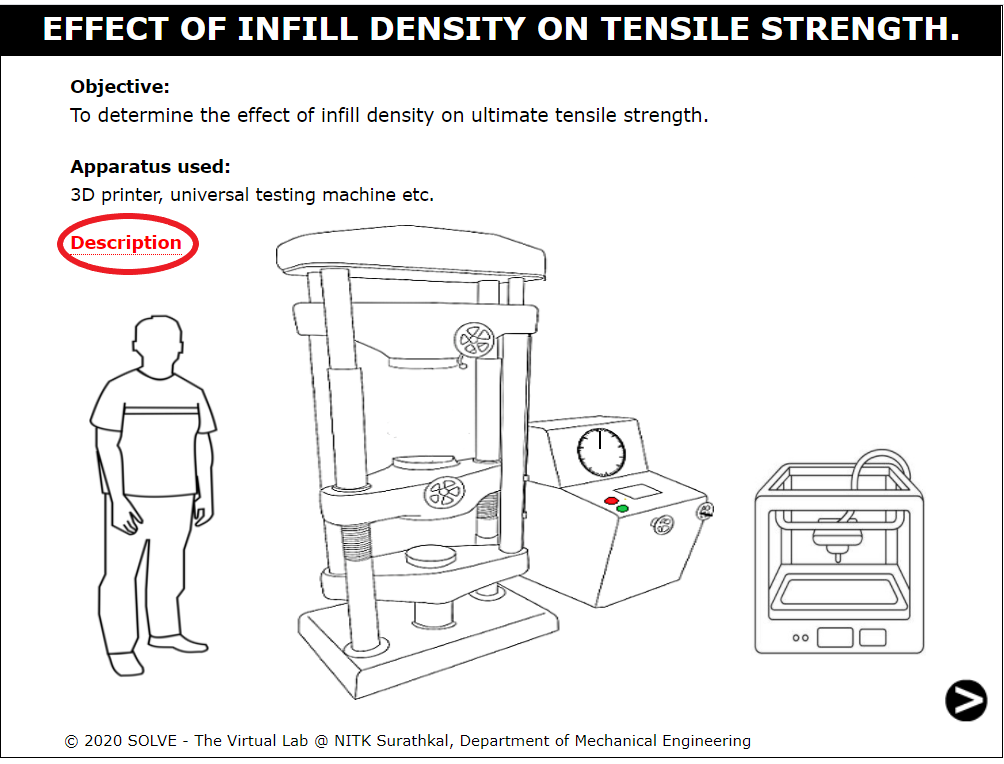 EFFECT OF INFILL DENSITY ON TENSILE STRENGTH.
Objective:
To determine the effect of infill density on ultimate tensile strength.
Apparatus used:
3D printer, universal testing machine etc.
Description
© 2020 SOLVE - The Virtual Lab @ NITK Surathkal, Department of Mechanical Engineering